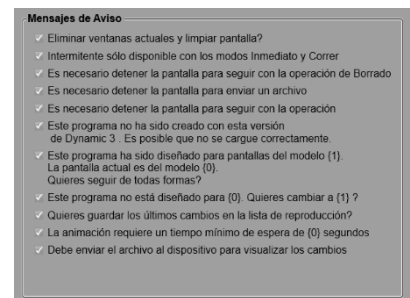 Mensajes de Aviso
Eliminar ventanas actuales y limpiar pantalla?
Intermitente sólo disponible con los modos Inmediato y Correr
Es necesario detener la pantalla para seguir con la operación de Borrado
Es necesario detener la pantalla para enviar un archivo
Es necesario detener la pantalla para seguir con la operación
Este programa no ha sido creado con esta versión
de Dynamic 3 . Es posible que no se cargue correctamente.
Este programa ha sido diseñado para pantallas del modelo {1}.
La pantalla actual es del modelo {0}.
Quieres seguir de todas formas?
Este programa no está diseñado para {0}. Quieres cambiar a {1} ?
Quieres guardar los últimos cambios en la lista de reproducción?
La animación requiere un tiempo mínimo de espera de {0} segundos
Debe enviar el archivo al dispositivo para visualizar los cambios